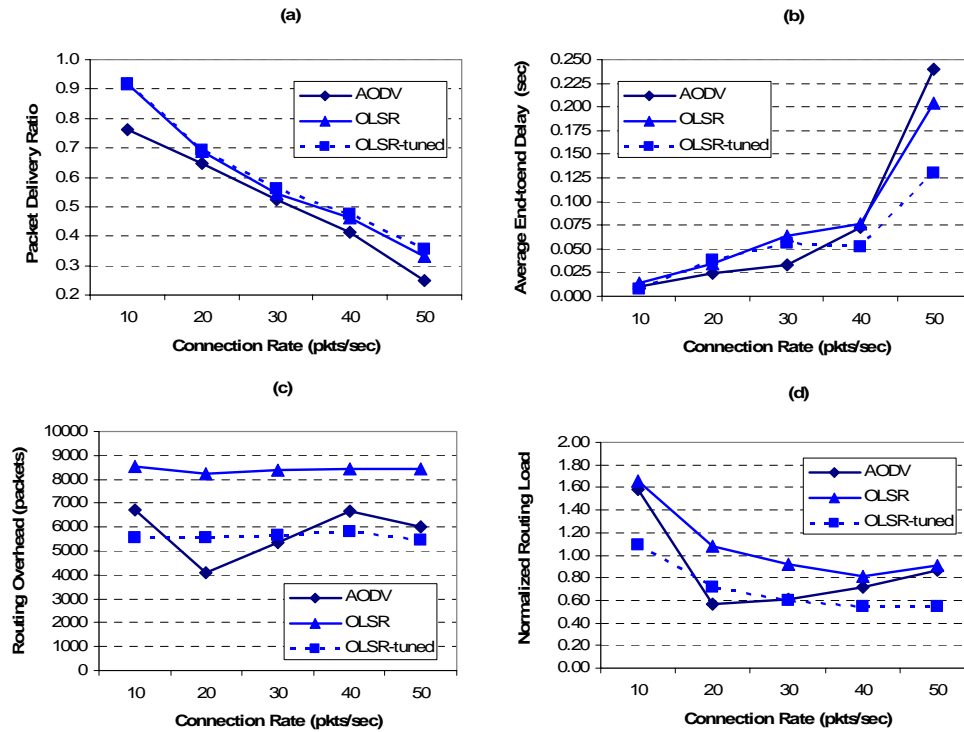 (a)
1.0
0.9
0.8
0.7
0.6
0.5
0.4
0.3
0.2
Packet Delivery Ratio
AODV
OLSR
OLSR-tuned
10 20 30 40 50
Connection Rate (pkts/sec)
(b)
0.250
0.225
0.200
0.175
0.150
0.125
0.100
0.075
0.050
0.025
0.000
Average End-toend Delay (sec)
AODV
OLSR
OLSR-tuned
10 20 30 40 50
Connection Rate (pkts/sec)
(c)
10000
9000
8000
7000
6000
5000
4000
3000
2000
1000
0
Routing Overhead (packets)
AODV
OLSR
OLSR-tuned
10 20 30 40 50
Connection Rate (pkts/sec)
(d)
2.00
1.80
1.60
1.40
1.20
1.00
0.80
0.60
0.40
0.20
0.00
Normalized Routing Load
AODV
OLSR
OLSR-tuned
10 20 30 40 50
Connection Rate (pkts/sec)